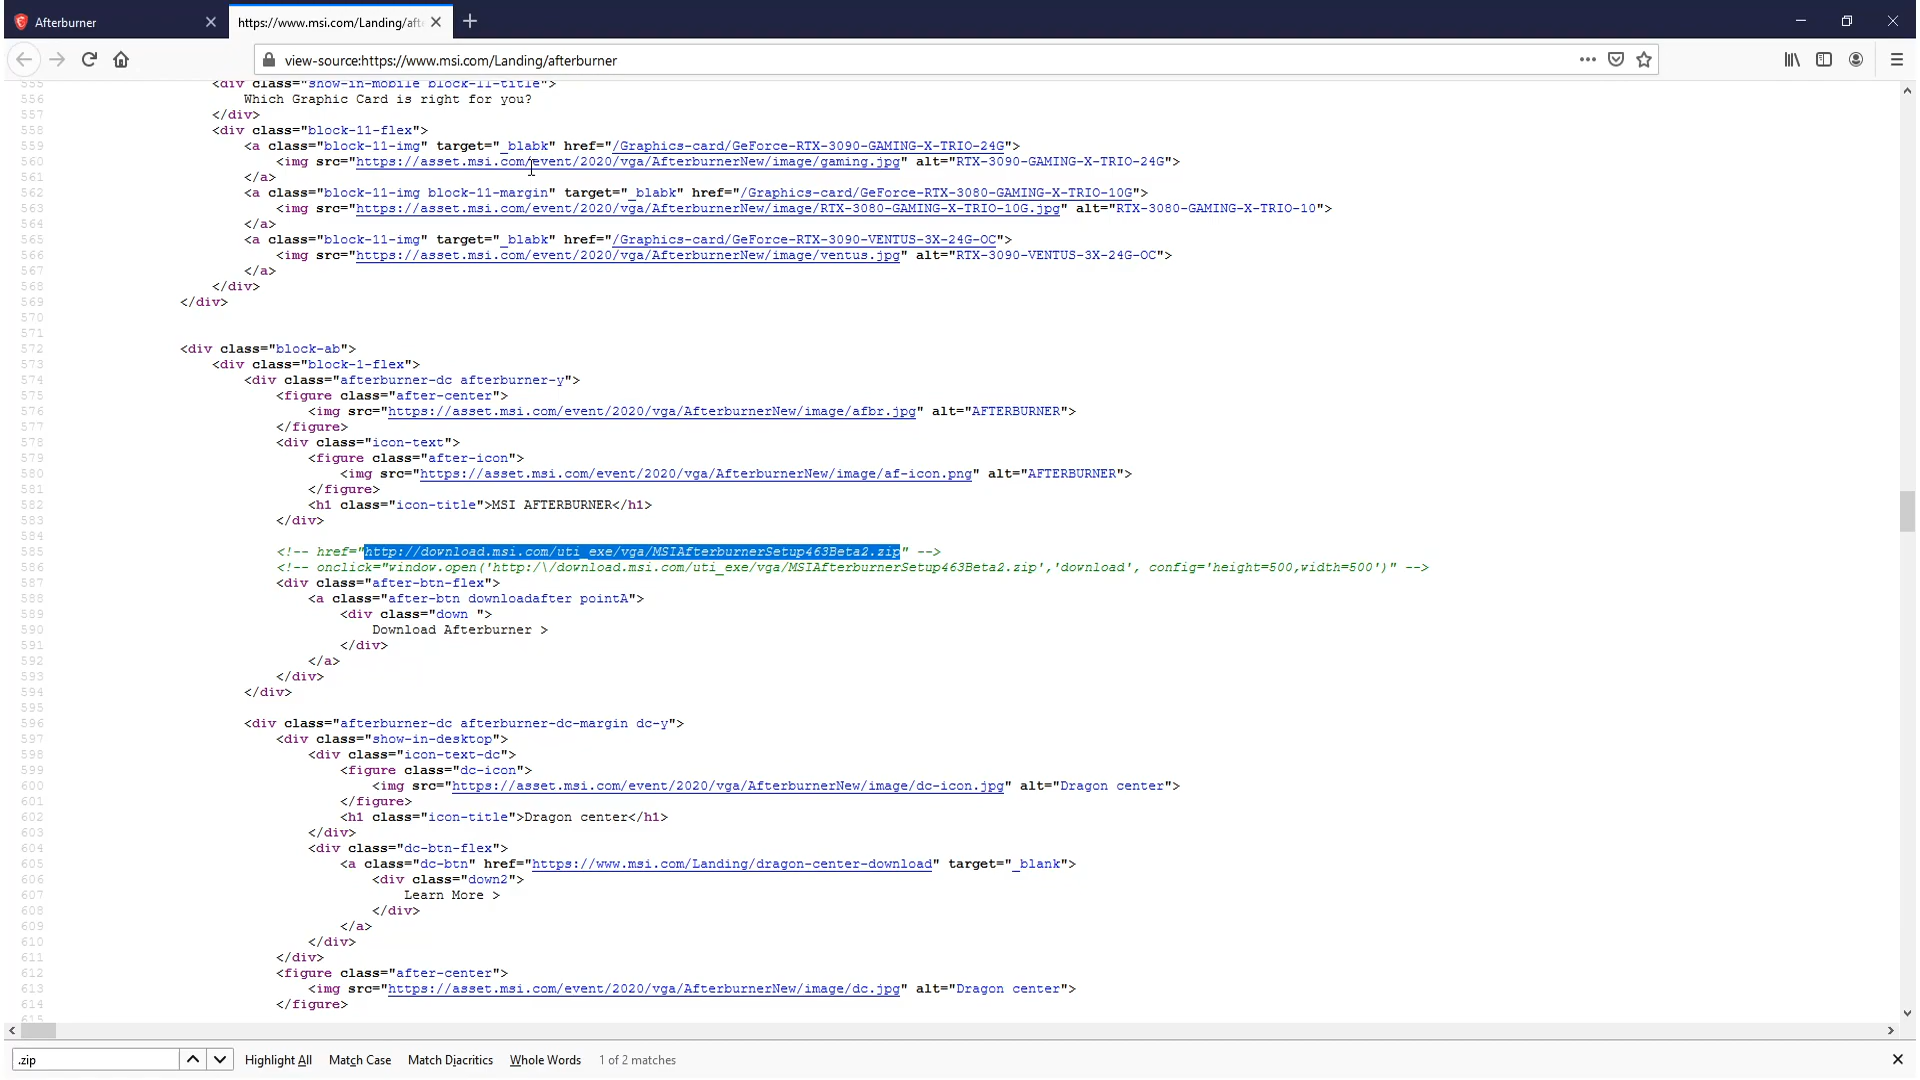 Afterburner
https://www.msi.com/Landing/aft
view-source:https://www.msi.com/Landing/afterburner
555 <div class="show-in-mobile block-11-title">
556 Which Graphic Card is right for you?
557 </div>
558 <div class="block-11-flex">
559 <a class="block-11-img" target="_blabk" href="/Graphics-card/GeForce-RTX-3090-GAMING-X-TRIO-24G">
560 <img src="https://asset.msi.com/event/2020/vga/AfterburnerNew/image/gaming.jpg" alt="RTX-3090-GAMING-X-TRIO-24G">
561 </a>
562 <a class="block-11-img block-11-margin" target="_blabk" href="/Graphics-card/GeForce-RTX-3080-GAMING-X-TRIO-10G">
563 <img src="https://asset.msi.com/event/2020/vga/AfterburnerNew/image/RTX-3080-GAMING-X-TRIO-10G.jpg" alt="RTX-3080-GAMING-X-TRIO-10">
564 </a>
565 <a class="block-11-img" target="_blabk" href="/Graphics-card/GeForce-RTX-3090-VENTUS-3X-24G-OC">
566 <img src="https://asset.msi.com/event/2020/vga/AfterburnerNew/image/ventus.jpg" alt="RTX-3090-VENTUS-3X-24G-OC">
567 </a>
568 </div>
569 </div>
570
571
572 <div class="block-ab">
573 <div class="block-1-flex">
574 <div class="afterburner-dc afterburner-y">
575 <figure class="after-center">
576 <img src="https://asset.msi.com/event/2020/vga/AfterburnerNew/image/afbr.jpg" alt="AFTERBURNER">
577 </figure>
578 <div class="icon-text">
579 <figure class="after-icon">
580 <img src="https://asset.msi.com/event/2020/vga/AfterburnerNew/image/af-icon.png" alt="AFTERBURNER">
581 </figure>
582 <h1 class="icon-title">MSI AFTERBURNER</h1>
583 </div>
584
585 <!-- href="http://download.msi.com/uti_exe/vga/MSIAfterburnerSetup463Beta2.zip" -->
586 <!-- onclick="window.open('http:\/download.msi.com/uti_exe/vga/MSIAfterburnerSetup463Beta2.zip','download', config='height=500,width=500')" -->
587 <div class="after-btn-flex">
588 <a class="after-btn downloadafter pointA">
589 <div class="down ">
590 Download Afterburner >
591 </div>
592 </a>
593 </div>
594 </div>
595
596 <div class="afterburner-dc afterburner-dc-margin dc-y">
597 <div class="show-in-desktop">
598 <div class="icon-text-dc">
599 <figure class="dc-icon">
600 <img src="https://asset.msi.com/event/2020/vga/AfterburnerNew/image/dc-icon.jpg" alt="Dragon center">
601 </figure>
602 <h1 class="icon-title">Dragon center</h1>
603 </div>
604 <div class="dc-btn-flex">
605 <a class="dc-btn" href="https://www.msi.com/Landing/dragon-center-download" target="_blank">
606 <div class="down2">
607 Learn More >
608 </div>
609 </a>
610 </div>
611 </div>
612 <figure class="after-center">
613 <img src="https://asset.msi.com/event/2020/vga/AfterburnerNew/image/dc.jpg" alt="Dragon center">
614 </figure>
615
.zip Highlight All Match Case Match Diacritics Whole Words 1 of 2 matches